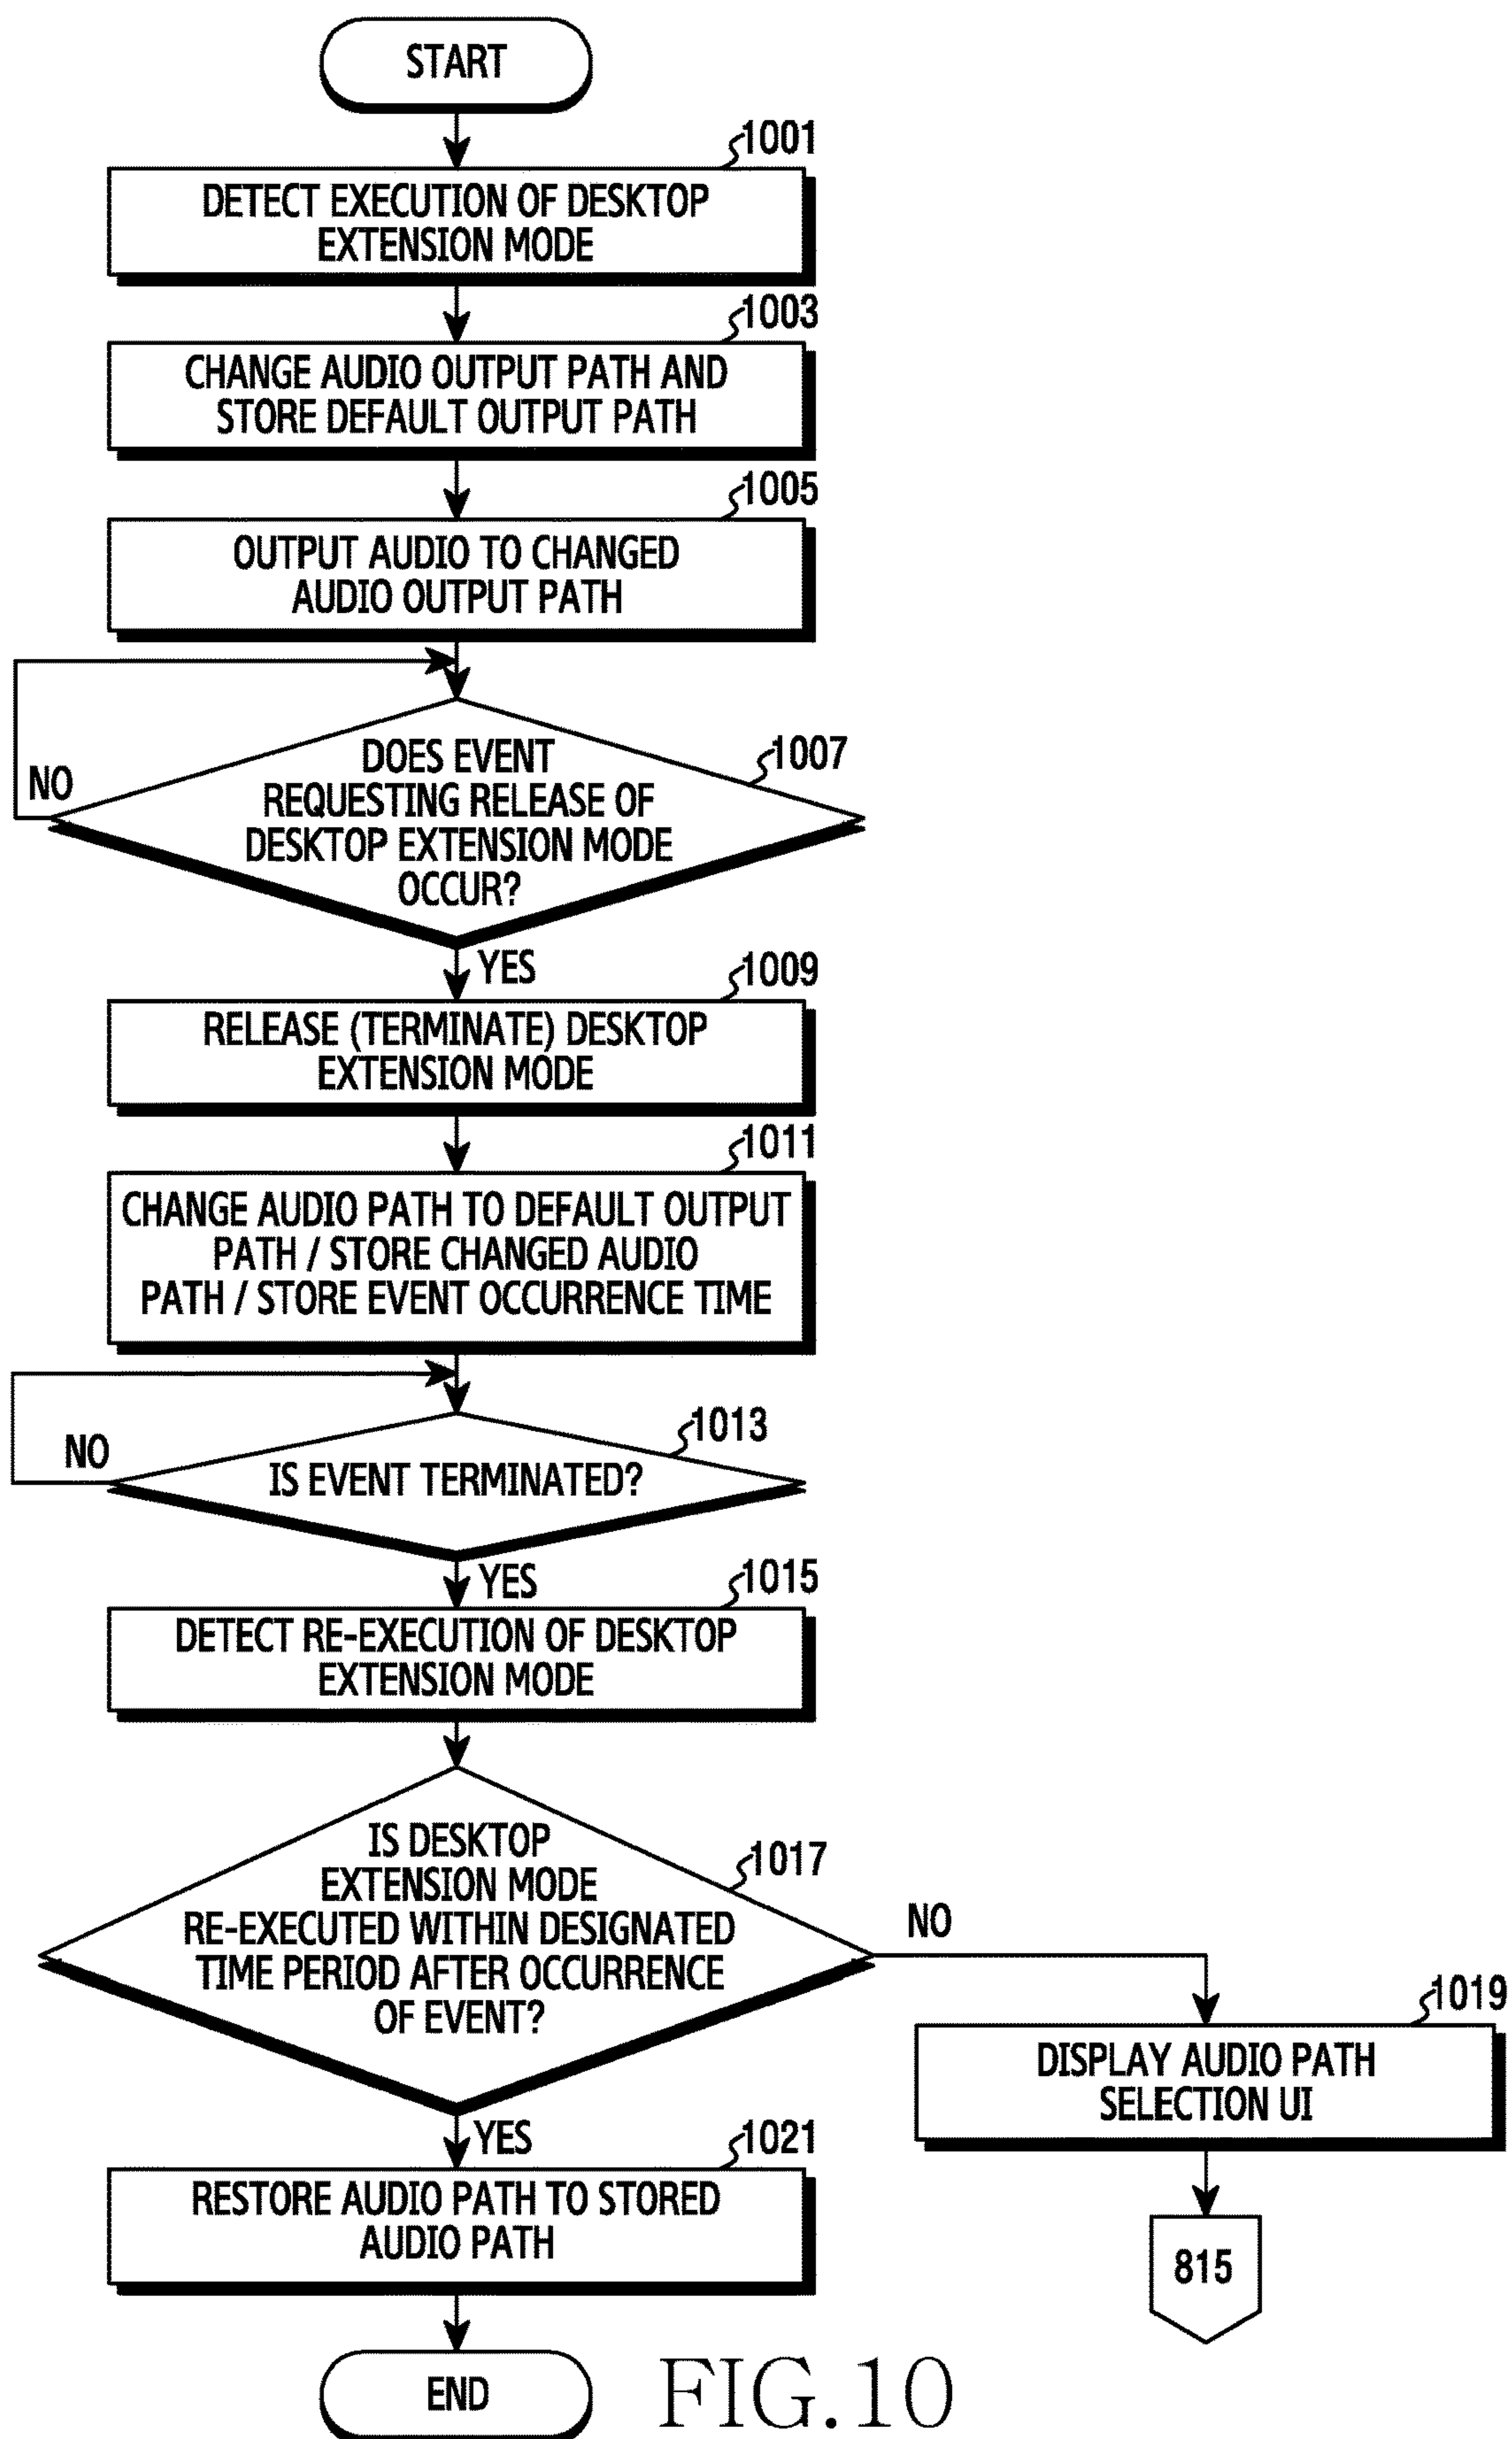 START
1001
DETECT EXECUTION OF DESKTOP
EXTENSION MODE
1003
CHANGE AUDIO OUTPUT PATH AND
STORE DEFAULT OUTPUT PATH
1005
OUTPUT AUDIO TO CHANGED
AUDIO OUTPUT PATH
DOES EVENT
REQUESTING RELEASE OF
DESKTOP EXTENSION MODE
OCCUR?
1007
NO
YES
1009
RELEASE (TERMINATE) DESKTOP
EXTENSION MODE
1011
CHANGE AUDIO PATH TO DEFAULT OUTPUT
PATH / STORE CHANGED AUDIO
PATH / STORE EVENT OCCURRENCE TIME
1013
NO
IS EVENT TERMINATED?
YES
1015
DETECT RE-EXECUTION OF DESKTOP
EXTENSION MODE
IS DESKTOP
EXTENSION MODE
RE-EXECUTED WITHIN DESIGNATED
TIME PERIOD AFTER OCCURRENCE
OF EVENT?
1017
NO
1019
DISPLAY AUDIO PATH
SELECTION UI
815
YES
1021
RESTORE AUDIO PATH TO STORED
AUDIO PATH
END
FIG.10